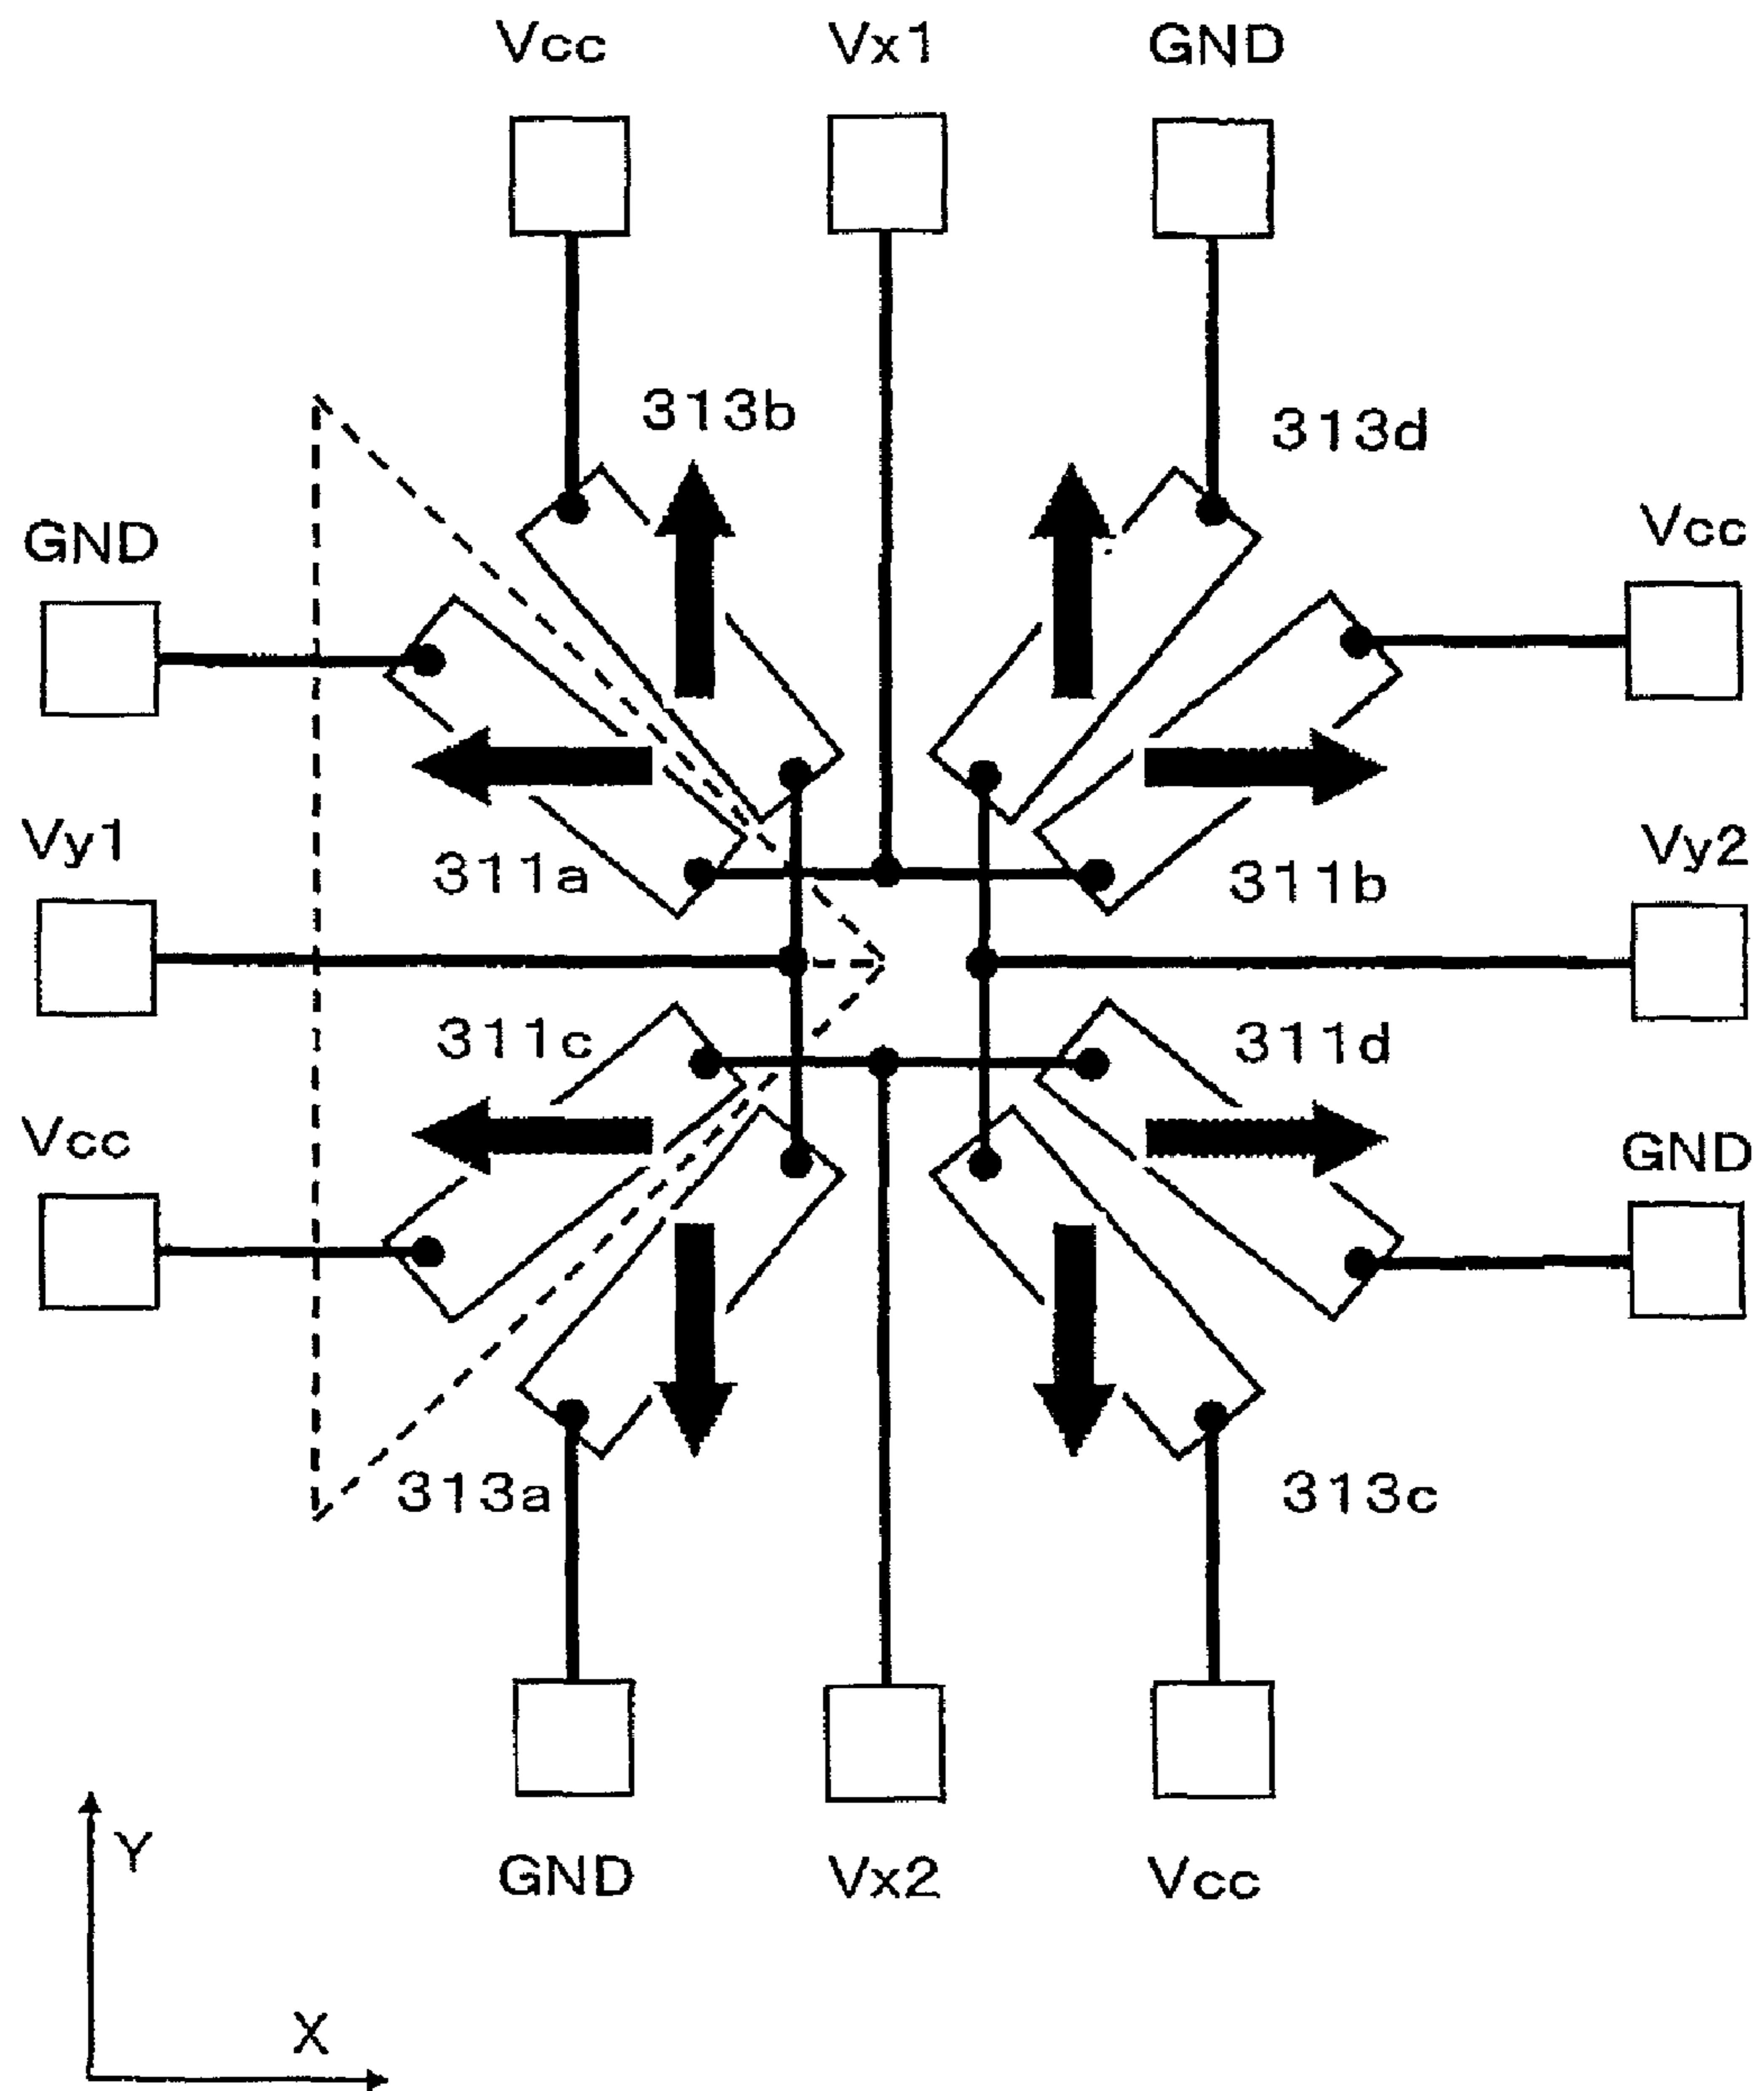 Vcc Vx1 GND
313b 313d
GND Vcc
Vy1 311a 311b Vy2
311c 311d
Vcc GND
313a 313c
GND Vx2 Vcc
Y
X